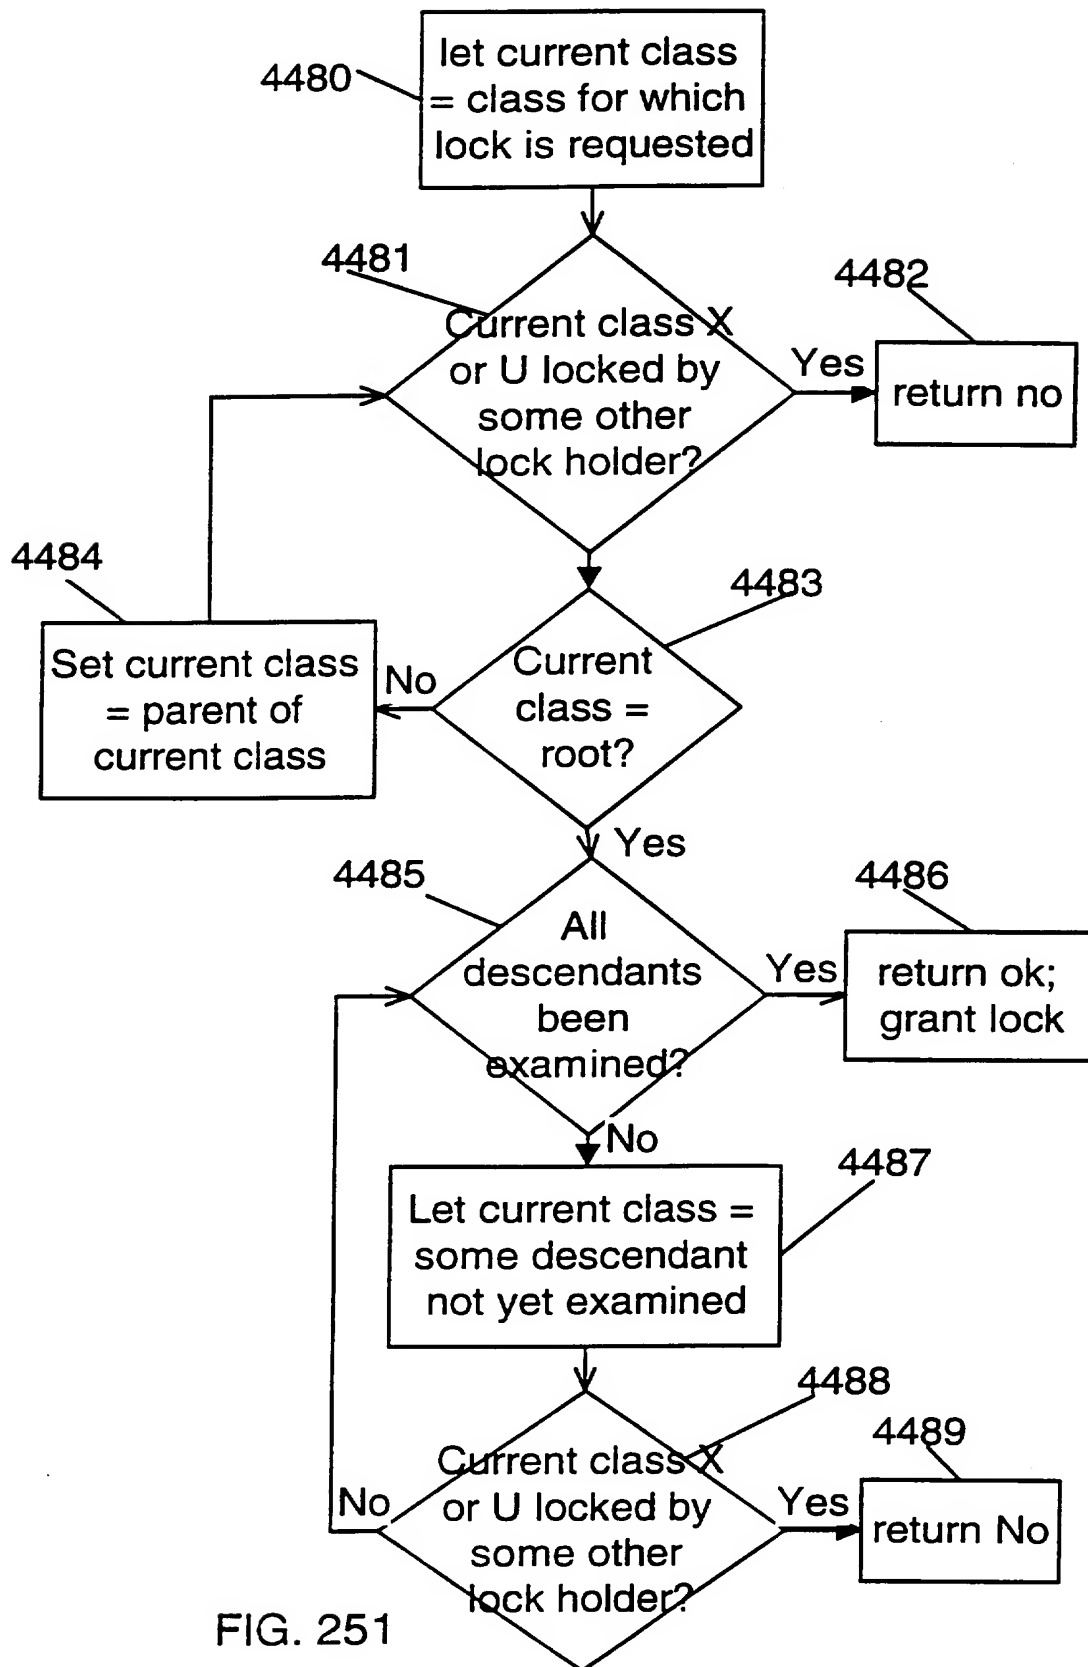 let current class
= class for which
lock is requested
4480
4481
Current class X
or U locked by
some other
lock holder?
Yes
4482
return no
4484
Set current class
= parent of
current class
No
4483
Current
class =
root?
Yes
4485
All
descendants
been
examined?
Yes
4486
return ok;
grant lock
No
4487
Let current class =
some descendant
not yet examined
4488
Current class X
or U locked by
some other
lock holder?
No
Yes
4489
return No
FIG. 251